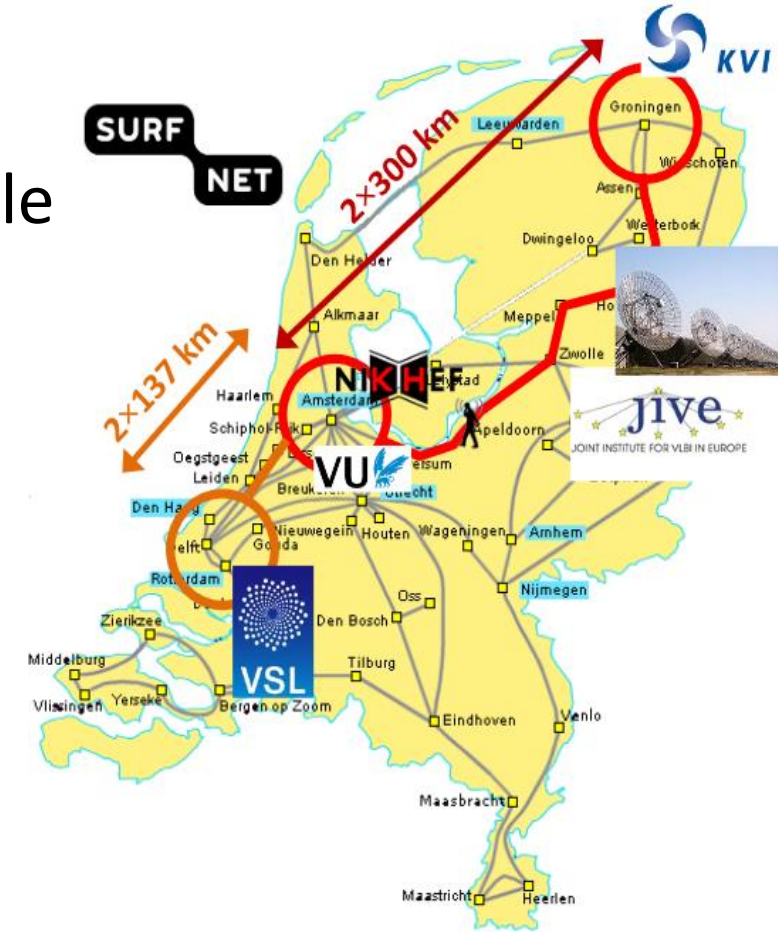 KVI
SURF
NET
le
2×300 km
Groningen
Leeuwarden
Winschoten
Assen
Westerbork
Dwingeloo
Den Helder
Meppel
Ho
Alkmaar
Zwolle
2×137 km
NIKHEF
Haarlem
Amsterdam
Schiphol-Rijk
Apeldoorn
jive
JOINT INSTITUTE FOR VLBI IN EUROPE
Oegstgeest
Leiden
VU
Breukelen
Utrecht
Den Haag
Delft
Gouda
Nieuwegein
Houten
Wageningen
Arnhem
Rotterdam
Nijmegen
VSL
Oss
Den Bosch
Zierikzee
Middelburg
Tilburg
Vlissingen
Yerseke
Bergen op Zoom
Eindhoven
Venlo
Maasbracht
Maastricht
Heerlen